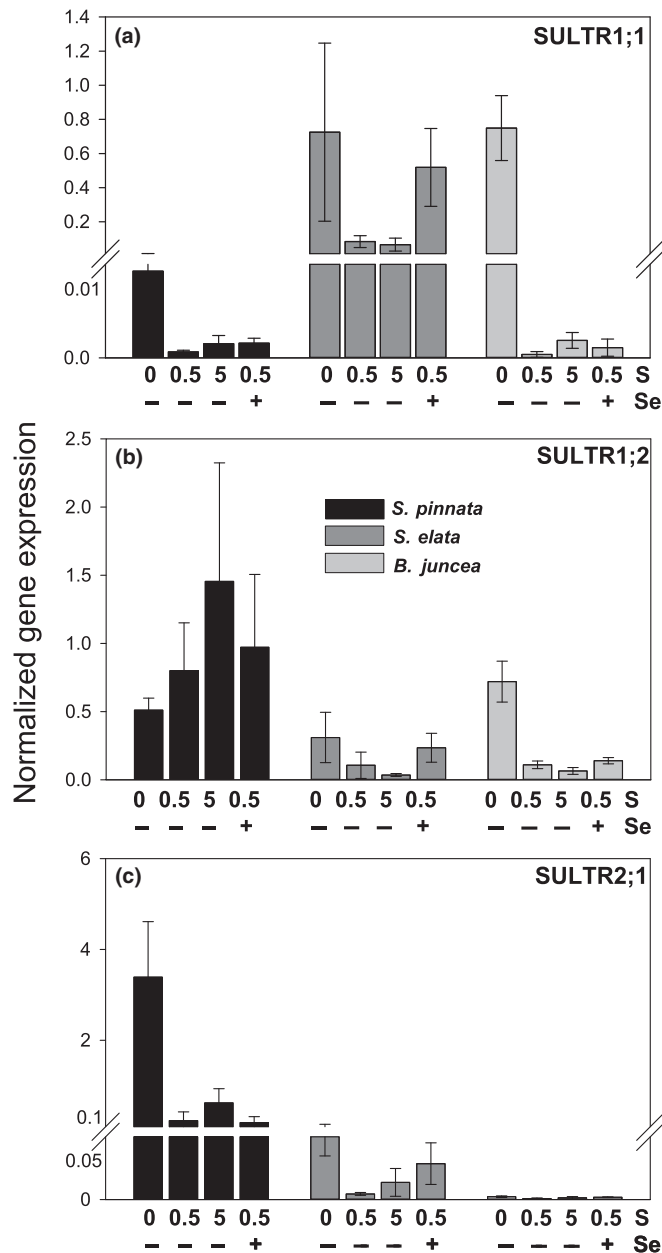 Normalized gene expression
(a) SULTR1;1
1.4
1.2
1.0
0.8
0.6
0.4
0.2
0.01
0.0
0 0.5 5 0.5 0 0.5 5 0.5 0 0.5 5 0.5 S
– – – + – – – + – – – + Se
(b) SULTR1;2
2.5
2.0
1.5
1.0
0.5
0.0
S. pinnata
S. elata
B. juncea
0 0.5 5 0.5 0 0.5 5 0.5 0 0.5 5 0.5 S
– – – + – – – + – – – + Se
(c) SULTR2;1
6
4
2
0.1
0.05
0
0 0.5 5 0.5 0 0.5 5 0.5 0 0.5 5 0.5 S
– – – + – – – + – – – + Se